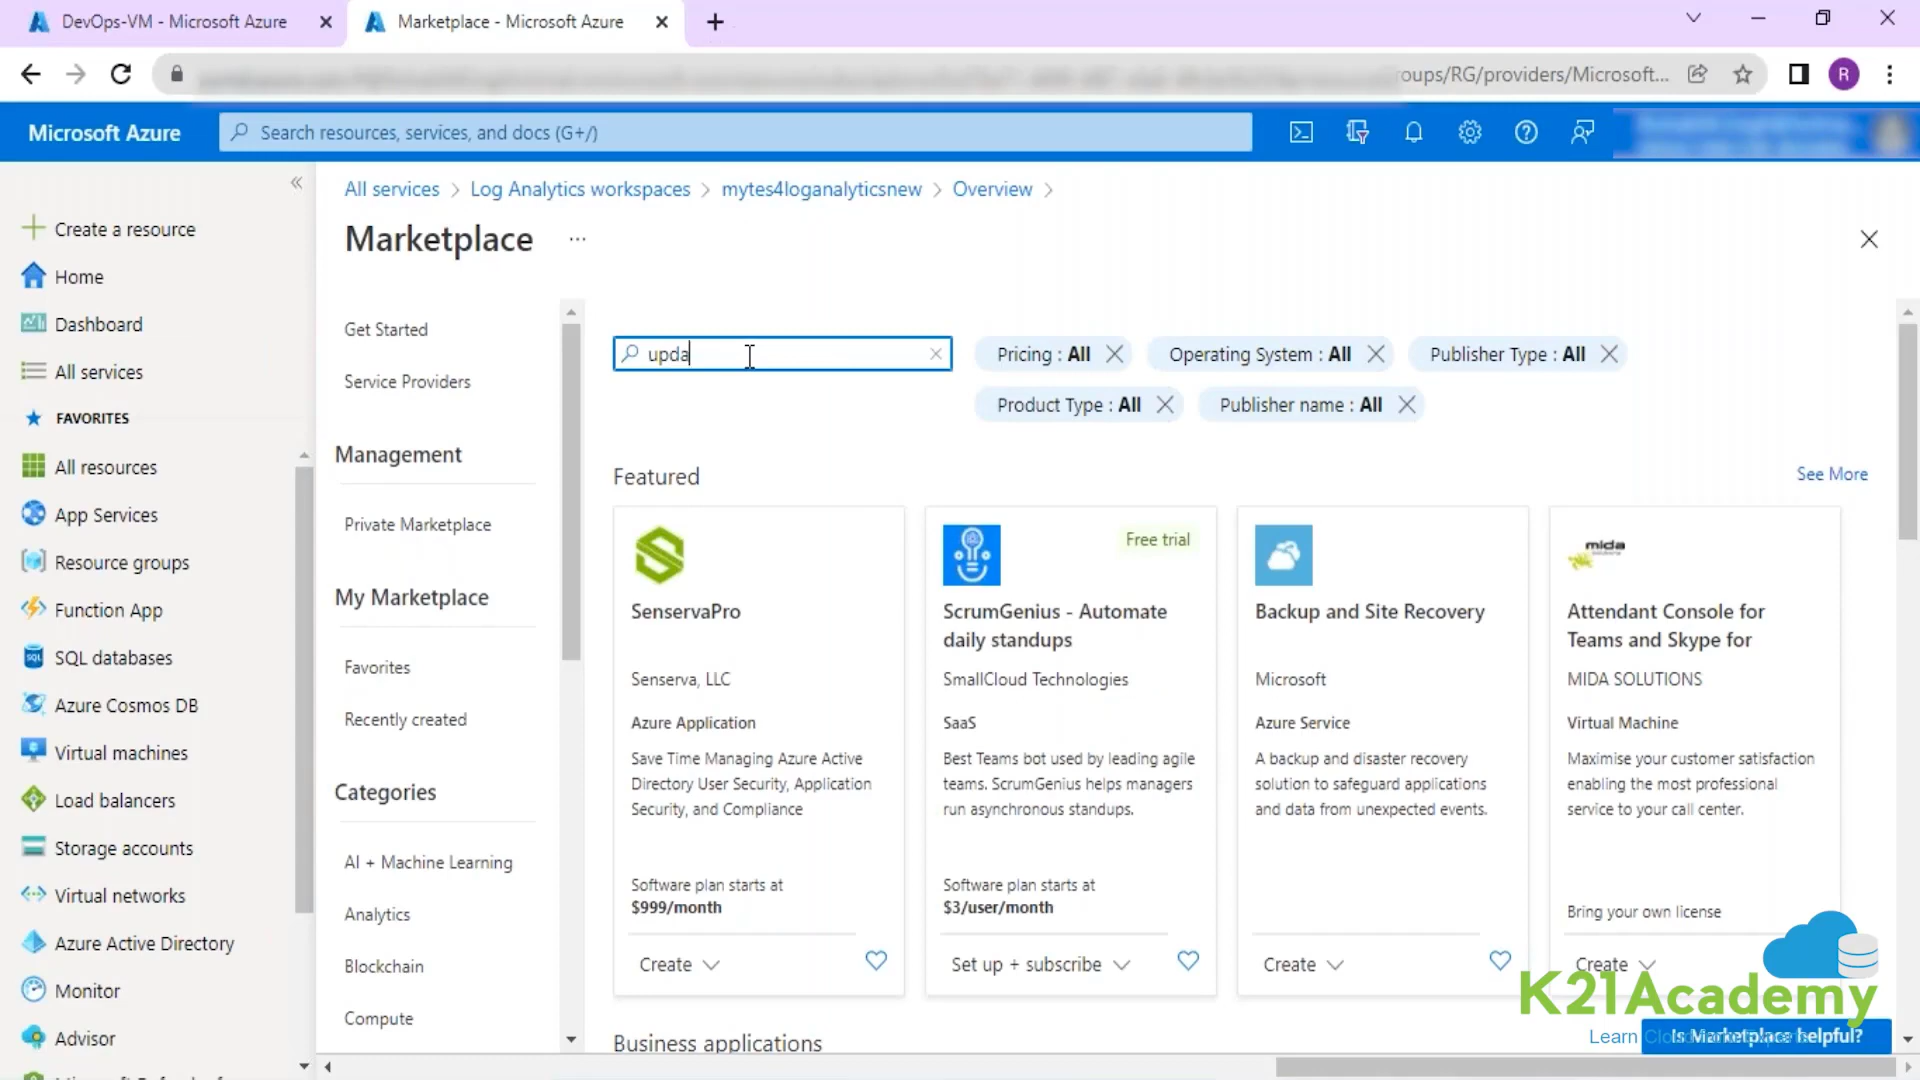 DevOps-VM - Microsoft Azure
Marketplace - Microsoft Azure
oups/RG/providers/Microsoft...
R
Microsoft Azure
Search resources, services, and docs (G+/)
All services > Log Analytics workspaces > mytes4loganalyticsnew > Overview >
Marketplace ...
Create a resource
Home
Dashboard
All services
FAVORITES
All resources
App Services
Resource groups
Function App
SQL databases
Azure Cosmos DB
Virtual machines
Load balancers
Storage accounts
Virtual networks
Azure Active Directory
Monitor
Advisor
Get Started
Service Providers
Management
Private Marketplace
My Marketplace
Favorites
Recently created
Categories
AI + Machine Learning
Analytics
Blockchain
Compute
upda
Pricing : All
Operating System : All
Publisher Type : All
Product Type : All
Publisher name : All
Featured
See More
SenservaPro
Senserva, LLC
Azure Application
Save Time Managing Azure Active
Directory User Security, Application
Security, and Compliance
Software plan starts at
$999/month
Create
Free trial
ScrumGenius - Automate
daily standups
SmallCloud Technologies
SaaS
Best Teams bot used by leading agile
teams. ScrumGenius helps managers
run asynchronous standups.
Software plan starts at
$3/user/month
Set up + subscribe
Backup and Site Recovery
Microsoft
Azure Service
A backup and disaster recovery
solution to safeguard applications
and data from unexpected events.
Create
mida
Attendant Console for
Teams and Skype for
MIDA SOLUTIONS
Virtual Machine
Maximise your customer satisfaction
enabling the most professional
service to your call center.
Bring your own license
Create
Business applications
K21Academy
Learn
Is Marketplace helpful?